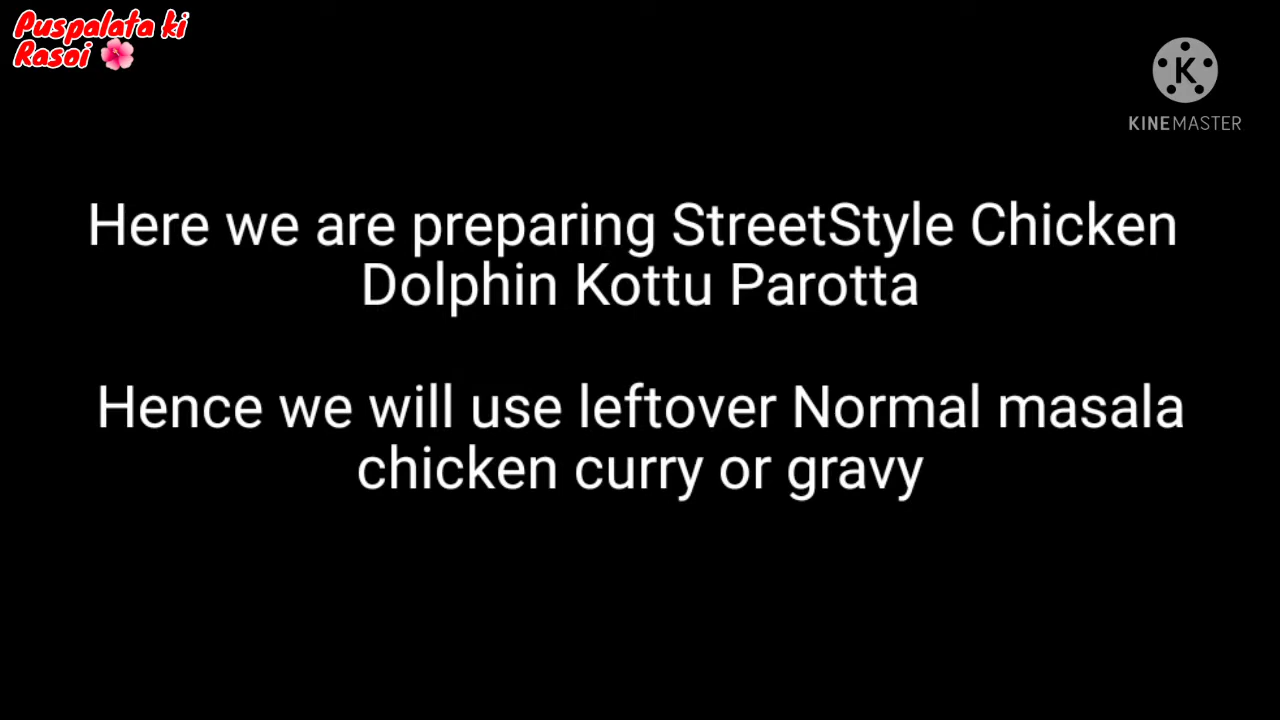 Puspalata ki
Rasoi
KINEMASTER
Here we are preparing StreetStyle Chicken
Dolphin Kottu Parotta
Hence we will use leftover Normal masala
chicken curry or gravy